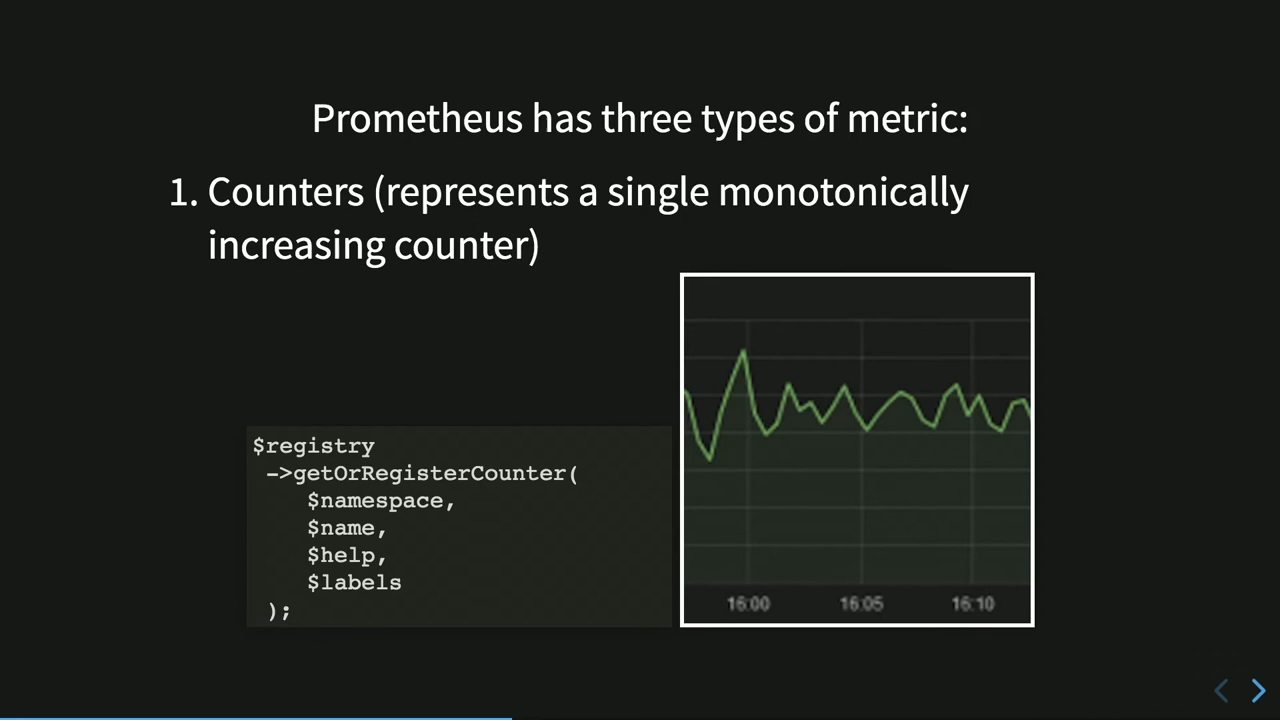 Prometheus has three types of metric:
1. Counters (represents a single monotonically
increasing counter)
$registry
->getOrRegisterCounter(
$namespace,
$name,
$help,
$labels
);
16:00 16:05 16:10